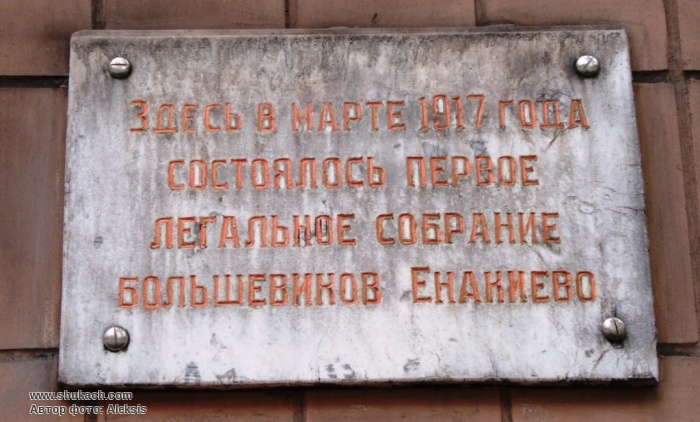 Здесь в марте 1917 года
состоялось первое
легальное собрание
большевиков Енакиево
www.shukach.com
Автор фото: Aleksis